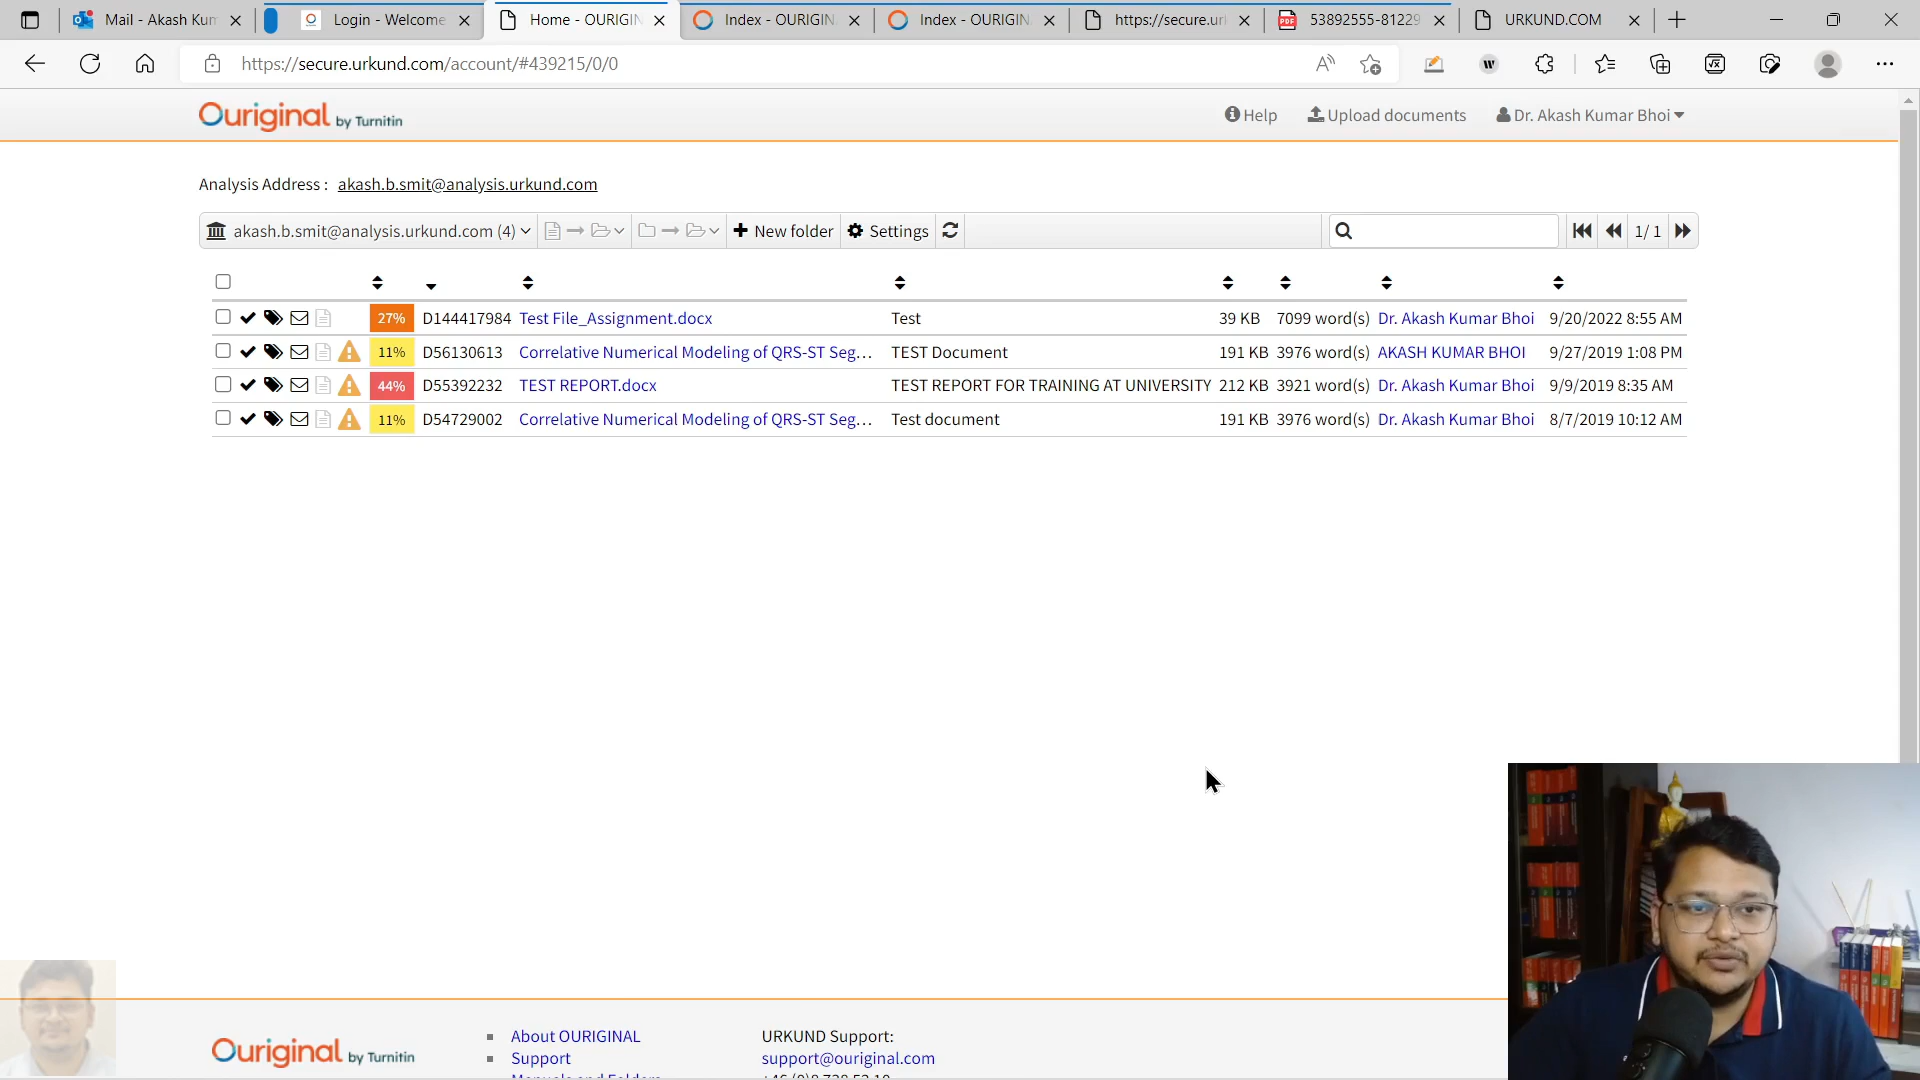 Mail - Akash Kum
Login - Welcome
Home - OURIGIN
Index - OURIGIN.
Index - OURIGIN.
https://secure.ur
PDF
53892555-81229
URKUND.COM
https://secure.urkund.com/account/#439215/0/0
Ouriginal by Turnitin
Help
Upload documents
Dr. Akash Kumar Bhoi
Analysis Address : akash.b.smit@analysis.urkund.com
akash.b.smit@analysis.urkund.com (4)
New folder
Settings
1/ 1
27% D144417984 Test File_Assignment.docx Test 39 KB 7099 word(s) Dr. Akash Kumar Bhoi 9/20/2022 8:55 AM
11% D56130613 Correlative Numerical Modeling of QRS-ST Seg... TEST Document 191 KB 3976 word(s) AKASH KUMAR BHOI 9/27/2019 1:08 PM
44% D55392232 TEST REPORT.docx TEST REPORT FOR TRAINING AT UNIVERSITY 212 KB 3921 word(s) Dr. Akash Kumar Bhoi 9/9/2019 8:35 AM
11% D54729002 Correlative Numerical Modeling of QRS-ST Seg... Test document 191 KB 3976 word(s) Dr. Akash Kumar Bhoi 8/7/2019 10:12 AM
Ouriginal by Turnitin
About OURIGINAL
Support
URKUND Support:
support@ouriginal.com